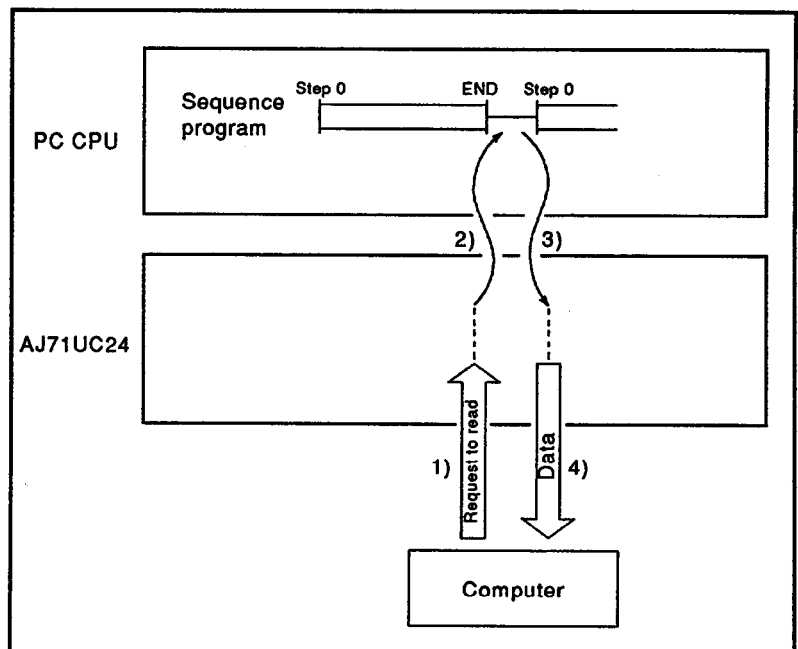 Step 0 END Step 0
Sequence
program
PC CPU
2) 3)
AJ71UC24
1) Request to read Data 4)
Computer